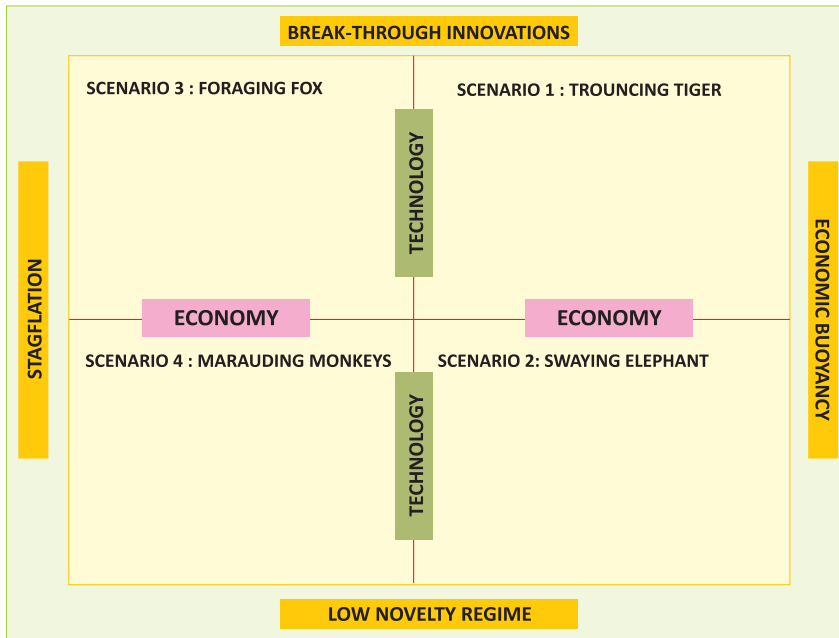 BREAK-THROUGH INNOVATIONS
SCENARIO 3 : FORAGING FOX
SCENARIO 1 : TROUNCING TIGER
TECHNOLOGY
STAGFLATION
ECONOMIC BUOYANCY
ECONOMY
ECONOMY
SCENARIO 4 : MARAUDING MONKEYS
SCENARIO 2: SWAYING ELEPHANT
TECHNOLOGY
LOW NOVELTY REGIME